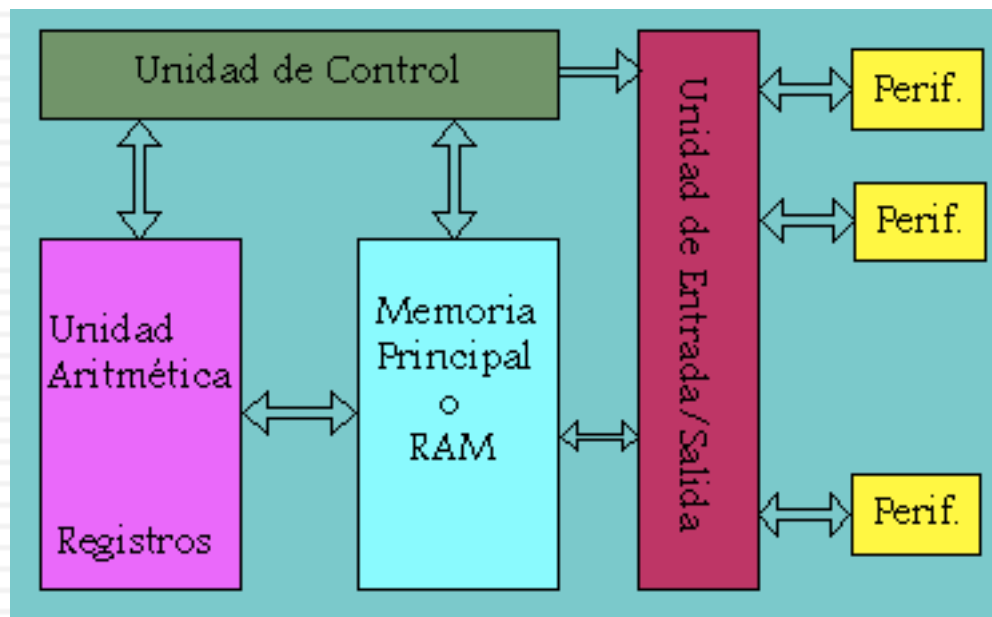 Unidad de Control
Unidad
Aritmética
Registros
Memoria
Principal
o
RAM
Unidad de Entrada/Salida
Perif.
Perif.
Perif.